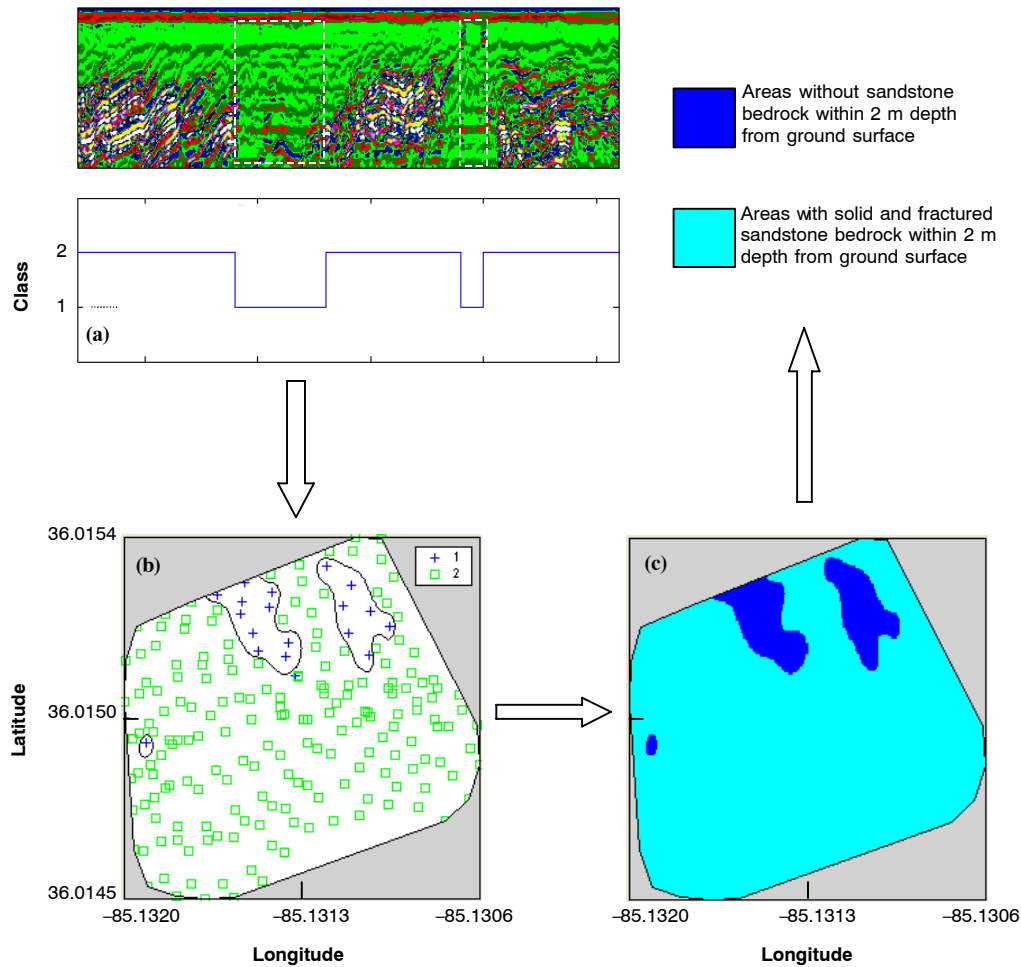 Areas without sandstone
bedrock within 2 m depth
from ground surface
Areas with solid and fractured
sandstone bedrock within 2 m
depth from ground surface
Class
2
1
(a)
36.0154
36.0150
36.0145
Latitude
(b)
1
2
−85.1320
−85.1313
−85.1306
Longitude
(c)
−85.1320
−85.1313
−85.1306
Longitude